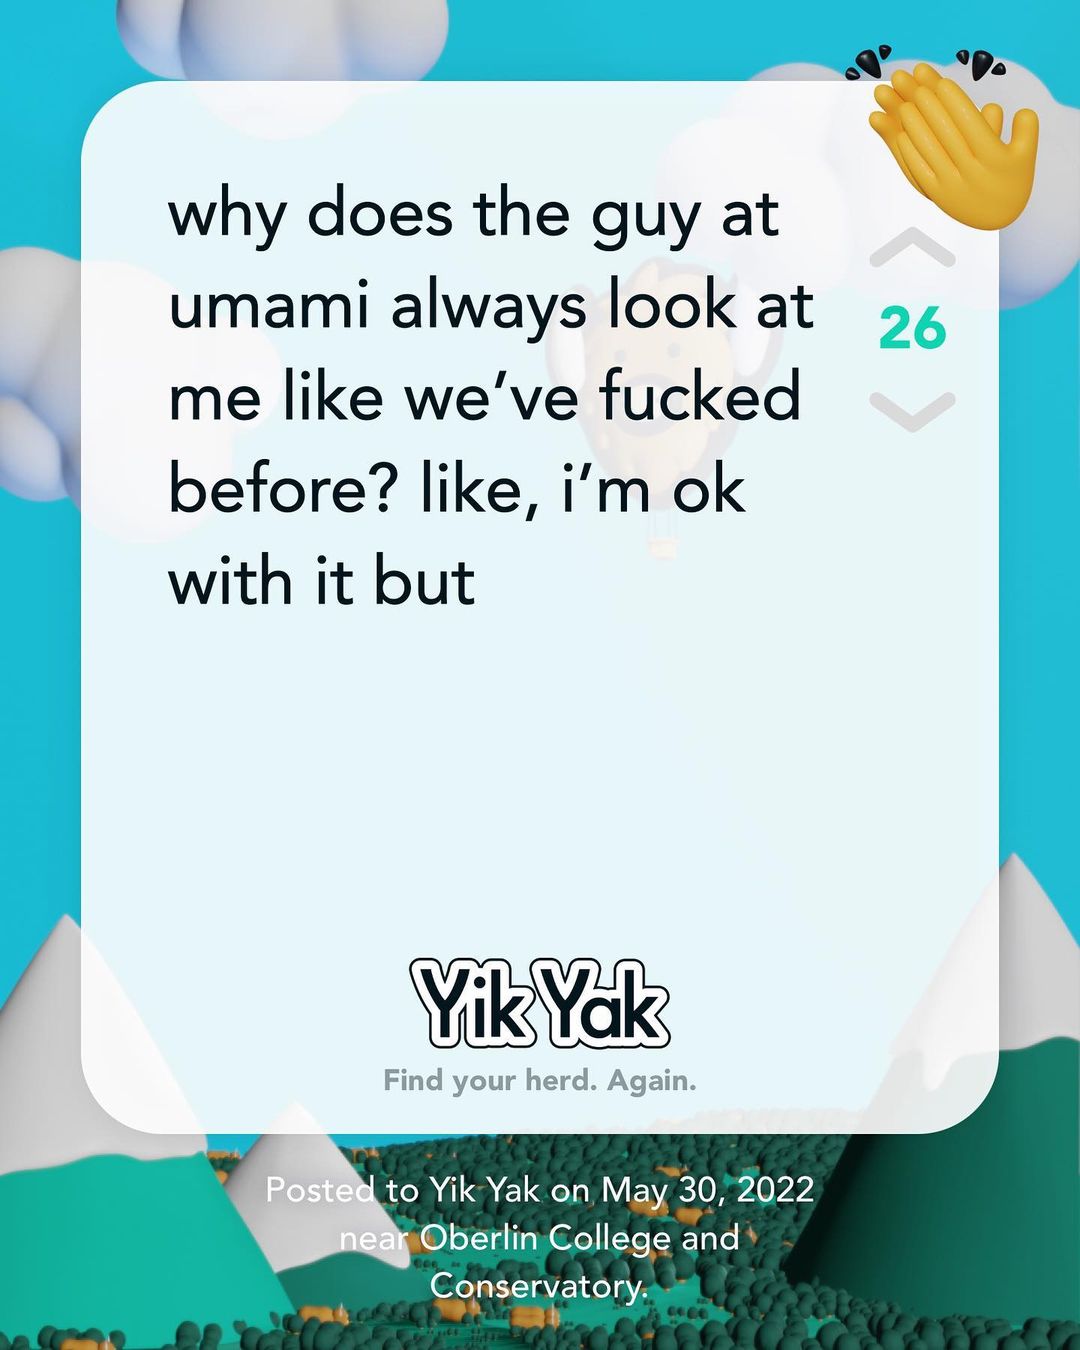 why does the guy at
umami always look at
me like we’ve fucked
before? like, i’m ok
with it but
26
Yik Yak
Find your herd. Again.
Posted to Yik Yak on May 30, 2022
near Oberlin College and
Conservatory.